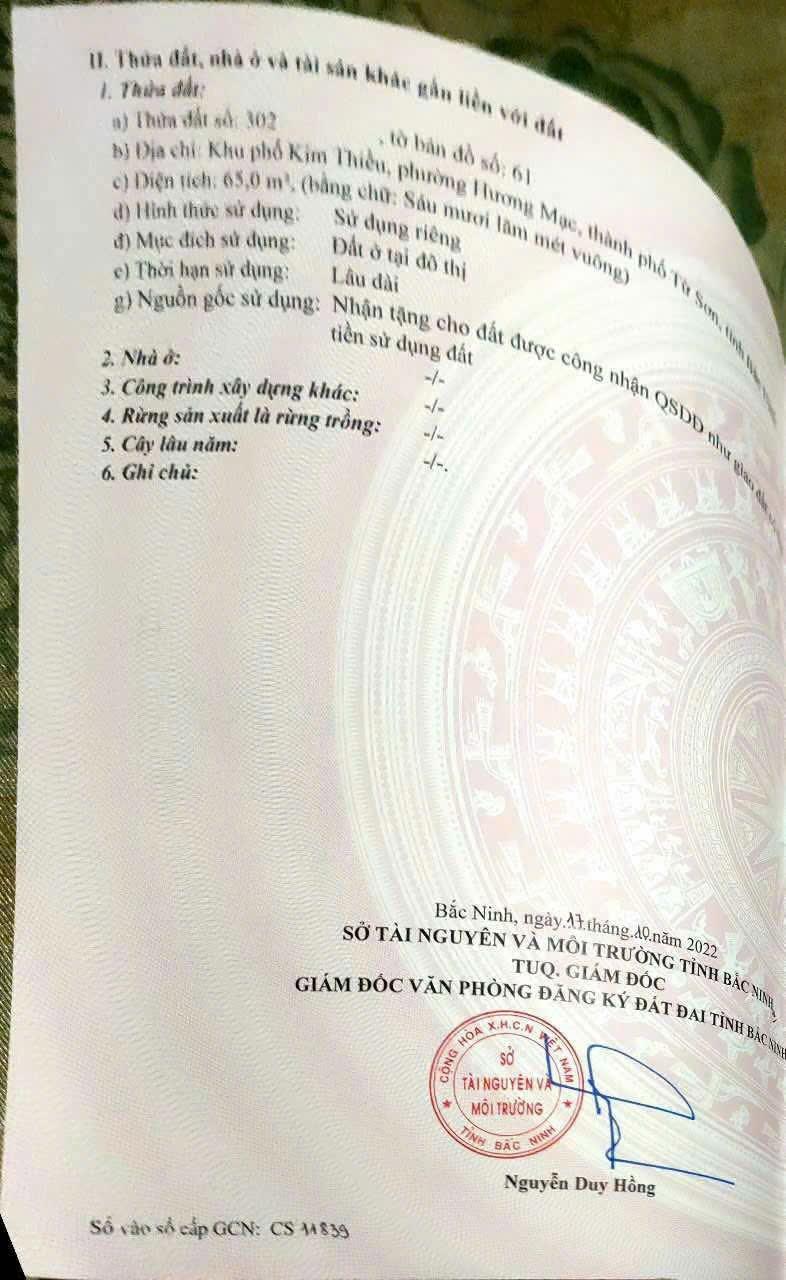 II. Thửa đất, nhà ở và tài sản khác gắn liền với đất
1. Thửa đất:
a) Thửa đất số: 302 , tờ bản đồ số: 61
b) Địa chỉ: Khu phố Kim Thiều, phường Hương Mạc, thành phố Từ Sơn, tỉnh Bắc
c) Diện tích: 65,0 m², (bằng chữ: Sáu mươi lăm mét vuông)
d) Hình thức sử dụng: Sử dụng riêng
đ) Mục đích sử dụng: Đất ở tại đô thị
e) Thời hạn sử dụng: Lâu dài
g) Nguồn gốc sử dụng: Nhận tặng cho đất được công nhận QSDĐ như giao đất
tiền sử dụng đất
2. Nhà ở: -/-
3. Công trình xây dựng khác: -/-
4. Rừng sản xuất là rừng trồng: -/-
5. Cây lâu năm: -/-.
6. Ghi chú:
Bắc Ninh, ngày.17.tháng.10.năm 2022
SỞ TÀI NGUYÊN VÀ MÔI TRƯỜNG TỈNH BẮC NINH
TUQ. GIÁM ĐỐC
GIÁM ĐỐC VĂN PHÒNG ĐĂNG KÝ ĐẤT ĐAI TỈNH BẮC NINH
CỘNG HÒA X.H.C.N VIỆT NAM
SỞ
TÀI NGUYÊN VÀ
MÔI TRƯỜNG
TỈNH BẮC NINH
Nguyễn Duy Hồng
Số vào sổ cấp GCN: CS 11839